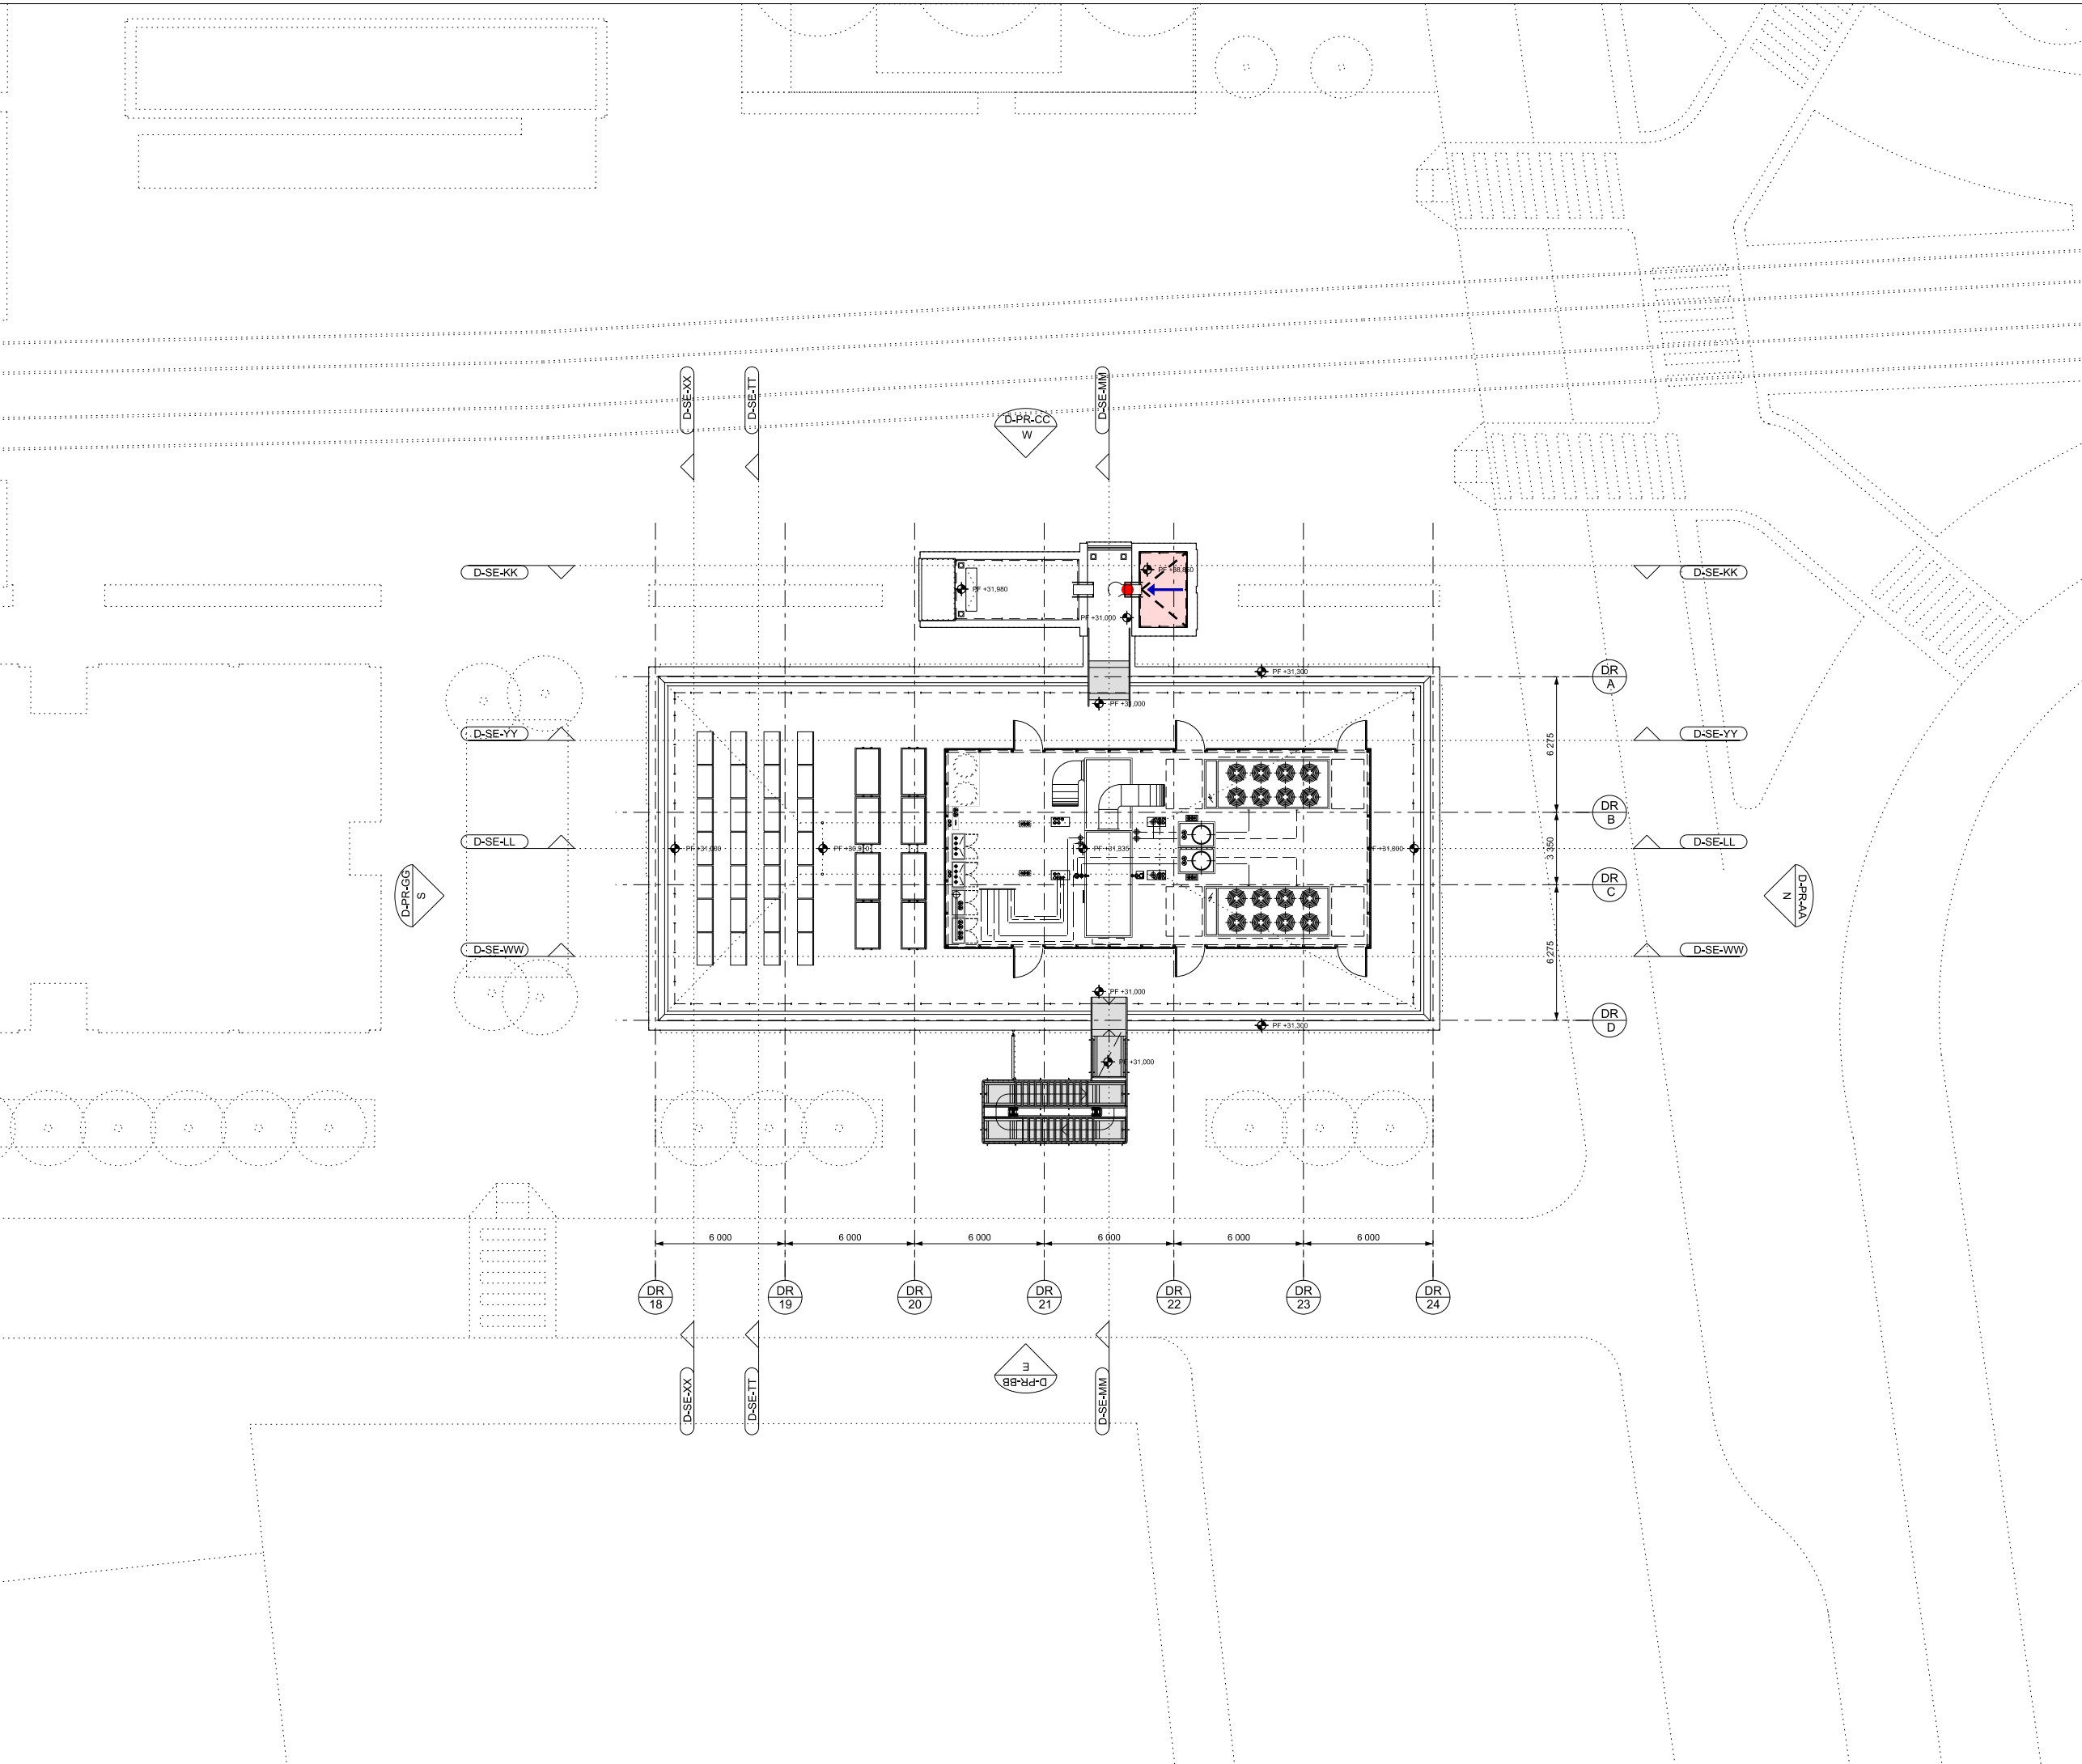 D-SE-XX
D-SE-TT
D-SE-MM
D-PR-CC
W
D-SE-KK
D-SE-KK
PF +31,980
PF +31,000
DR
A
PF +31,300
PF +31,000
D-SE-YY
D-SE-YY
6 275
DR
B
D-SE-LL
D-SE-LL
3 350
PF +31,335
DR
C
D-PR-GG
S
D-PR-AA
N
D-SE-WW
D-SE-WW
6 275
PF +31,000
DR
D
PF +31,300
PF +31,000
6 000
6 000
6 000
6 000
6 000
6 000
DR
18
DR
19
DR
20
DR
21
DR
22
DR
23
DR
24
E
D-PR-BB
D-SE-XX
D-SE-TT
D-SE-MM